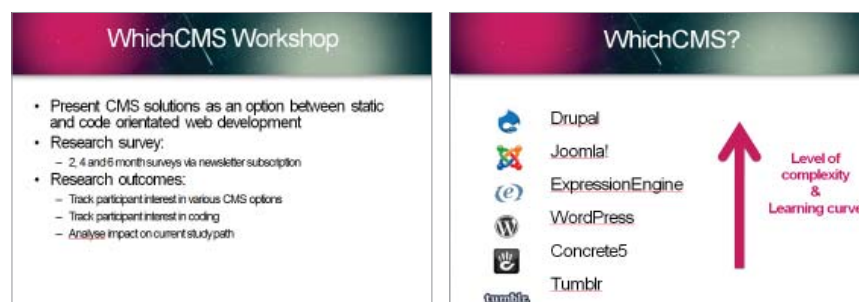 WhichCMS Workshop
• Present CMS solutions as an option between static
and code orientated web development
• Research survey:
– 2, 4 and 6 month surveys via newsletter subscription
• Research outcomes:
– Track participant interest in various CMS options
– Track participant interest in coding
– Analyse impact on current study path
WhichCMS?
Drupal
Joomla!
ExpressionEngine
WordPress
Concrete5
Tumblr
tumblr.
Level of
complexity
&
Learning curve